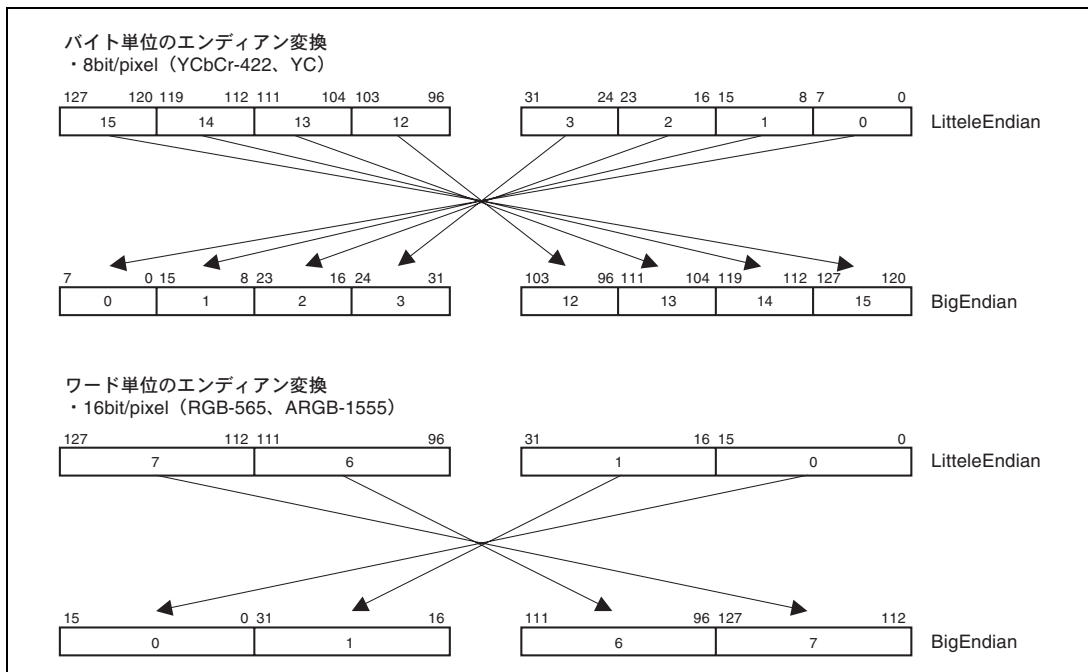 バイト単位のエンディアン変換
・8bit/pixel（YCbCr-422、YC）
127 120 119 112 111 104 103 96 31 24 23 16 15 8 7 0
15 14 13 12 3 2 1 0 LitteleEndian
7 0 15 8 23 16 24 31 103 96 111 104 119 112 127 120
0 1 2 3 12 13 14 15 BigEndian
ワード単位のエンディアン変換
・16bit/pixel（RGB-565、ARGB-1555）
127 112 111 96 31 16 15 0
7 6 1 0 LitteleEndian
15 0 31 16 111 96 127 112
0 1 6 7 BigEndian